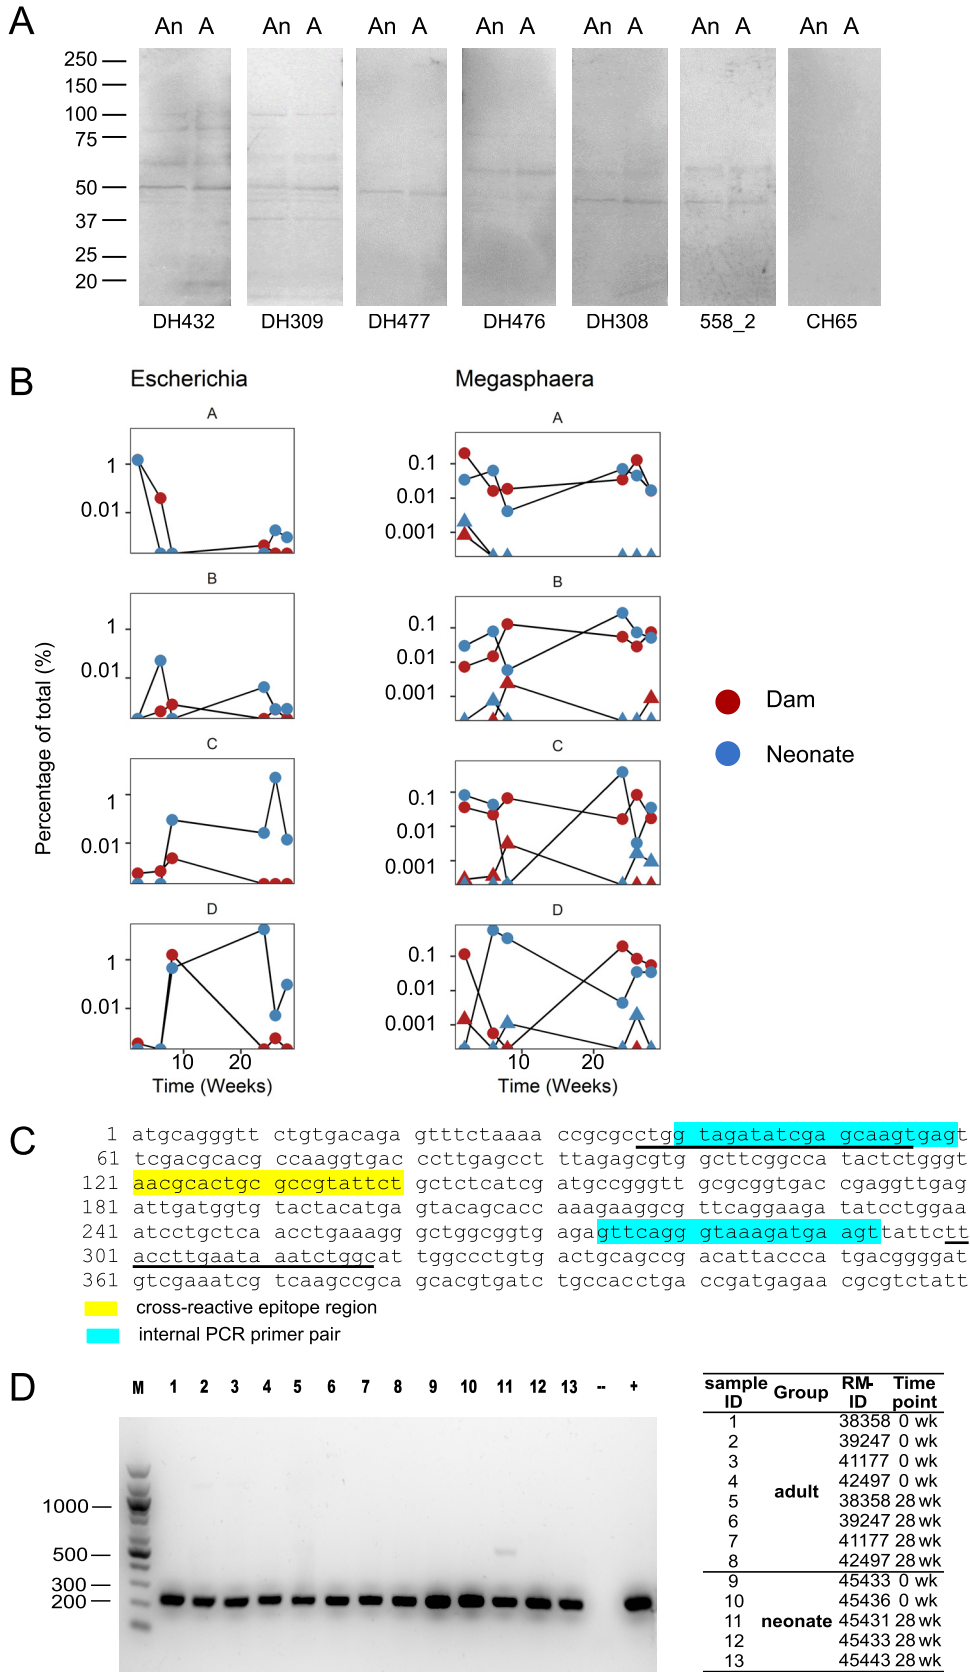 A
An A An A An A An A An A An A An A
250
150
100
75
50
37
25
20
DH432 DH309 DH477 DH476 DH308 558_2 CH65
B
Escherichia Megasphaera
A A
1 0.1
0.01 0.01
0.001
B B
1 0.1
0.01 0.01
0.001
Percentage of total (%)
Dam
Neonate
C C
1 0.1
0.01 0.01
0.001
D D
1 0.1
0.01 0.01
0.001
10 20 10 20
Time (Weeks) Time (Weeks)
C
1 atgcagggtt ctgtgacaga gtttctaaaa ccgcgcctgg tagatatcga gcaagtgagt
61 tcgacgcacg ccaaggtgac ccttgagcct ttagagcgtg gcttcggcca tactctgggt
121 aacgcactgc gccgtattct gctctcatcg atgccgggtt gcgcggtgac cgaggttgag
181 attgatggtg tactacatga gtacagcacc aaagaaggcg ttcaggaaga tatcctggaa
241 atcctgctca acctgaaagg gctggcggtg agagttcagg gtaaagatga agttattctt
301 accttgaata aatctggcat tggccctgtg actgcagccg acattaccca tgacggggat
361 gtcgaaatcg tcaagccgca gcacgtgatc tgccacctga ccgatgagaa cgcgtctatt
cross-reactive epitope region
internal PCR primer pair
D
M 1 2 3 4 5 6 7 8 9 10 11 12 13 -- +
1000
500
300
200
sample ID Group RM-ID Time point
1 38358 0 wk
2 39247 0 wk
3 41177 0 wk
4 42497 0 wk
adult
5 38358 28 wk
6 39247 28 wk
7 41177 28 wk
8 42497 28 wk
9 45433 0 wk
10 45436 0 wk
11 neonate 45431 28 wk
12 45433 28 wk
13 45443 28 wk